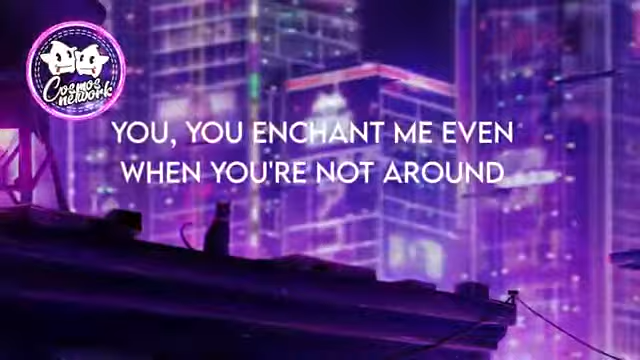 Cosmos
network
YOU, YOU ENCHANT ME EVEN
WHEN YOU'RE NOT AROUND